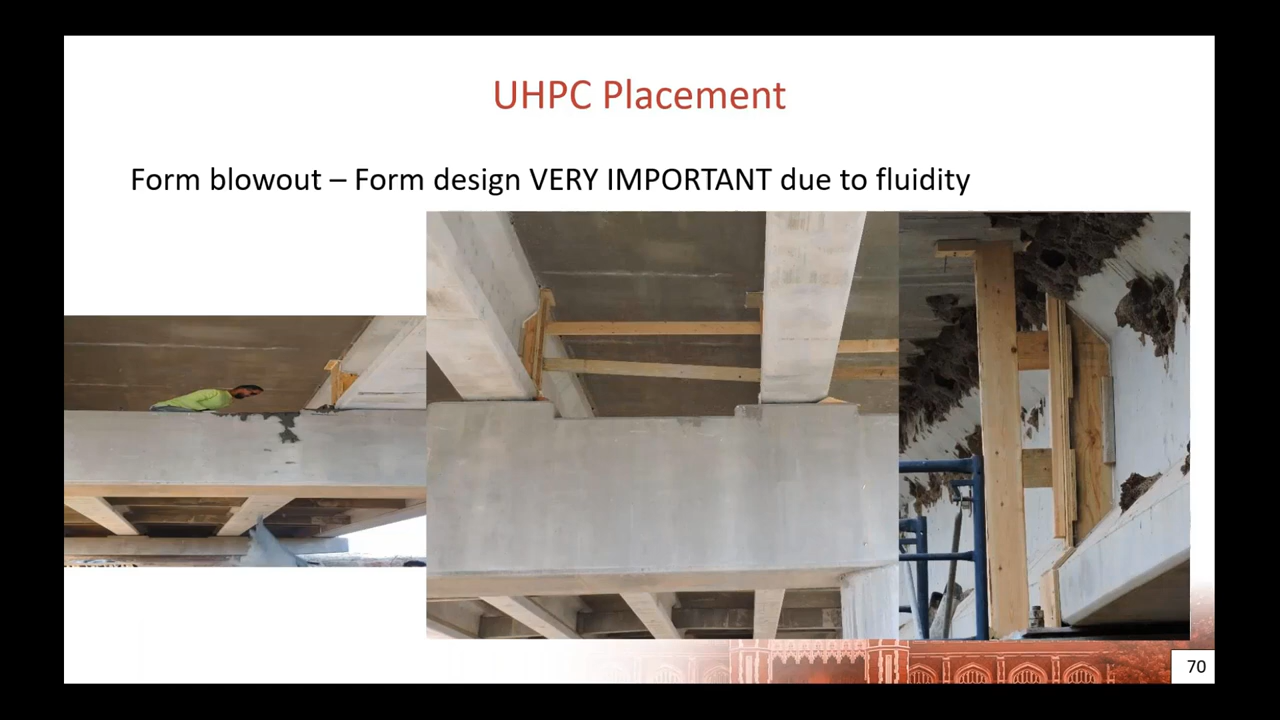 UHPC Placement
Form blowout – Form design VERY IMPORTANT due to fluidity
70